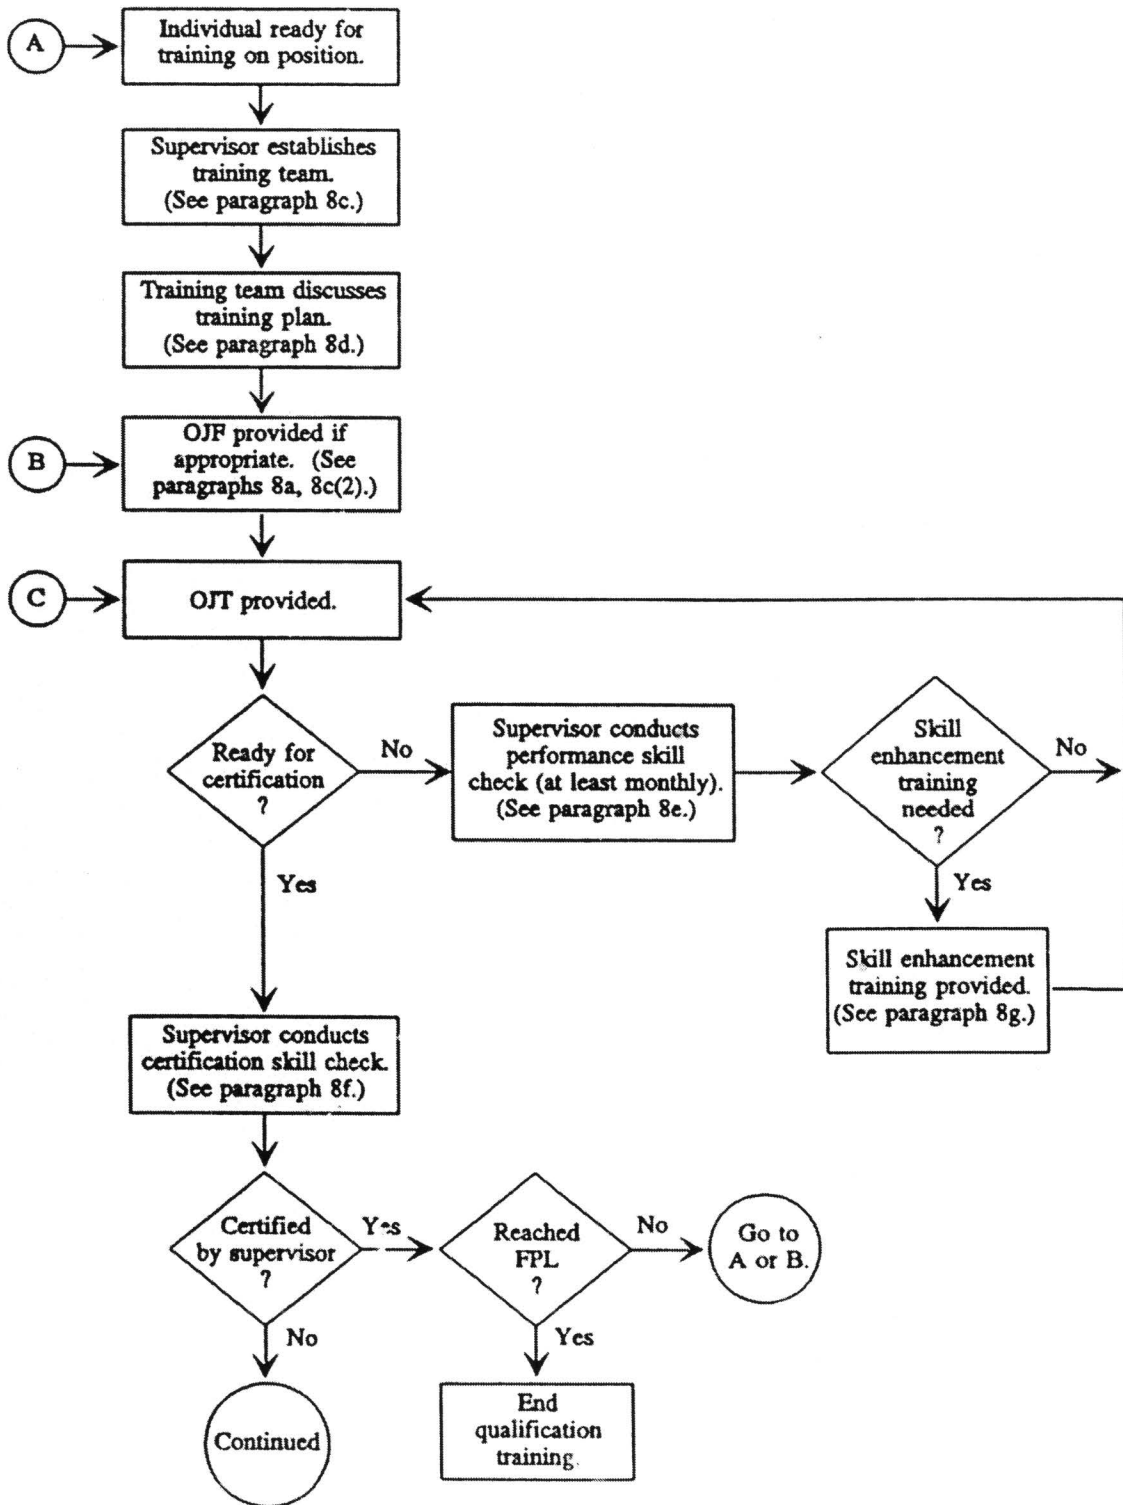 A
Individual ready for
training on position.
Supervisor establishes
training team.
(See paragraph 8c.)
Training team discusses
training plan.
(See paragraph 8d.)
B
OJF provided if
appropriate. (See
paragraphs 8a, 8c(2).)
C
OJT provided.
Ready for
certification
?
No
Supervisor conducts
performance skill
check (at least monthly).
(See paragraph 8e.)
Skill
enhancement
training
needed
?
No
Yes
Yes
Skill enhancement
training provided.
(See paragraph 8g.)
Supervisor conducts
certification skill check.
(See paragraph 8f.)
Certified
by supervisor
?
Yes
Reached
FPL
?
No
Go to
A or B.
No
Yes
Continued
End
qualification
training.